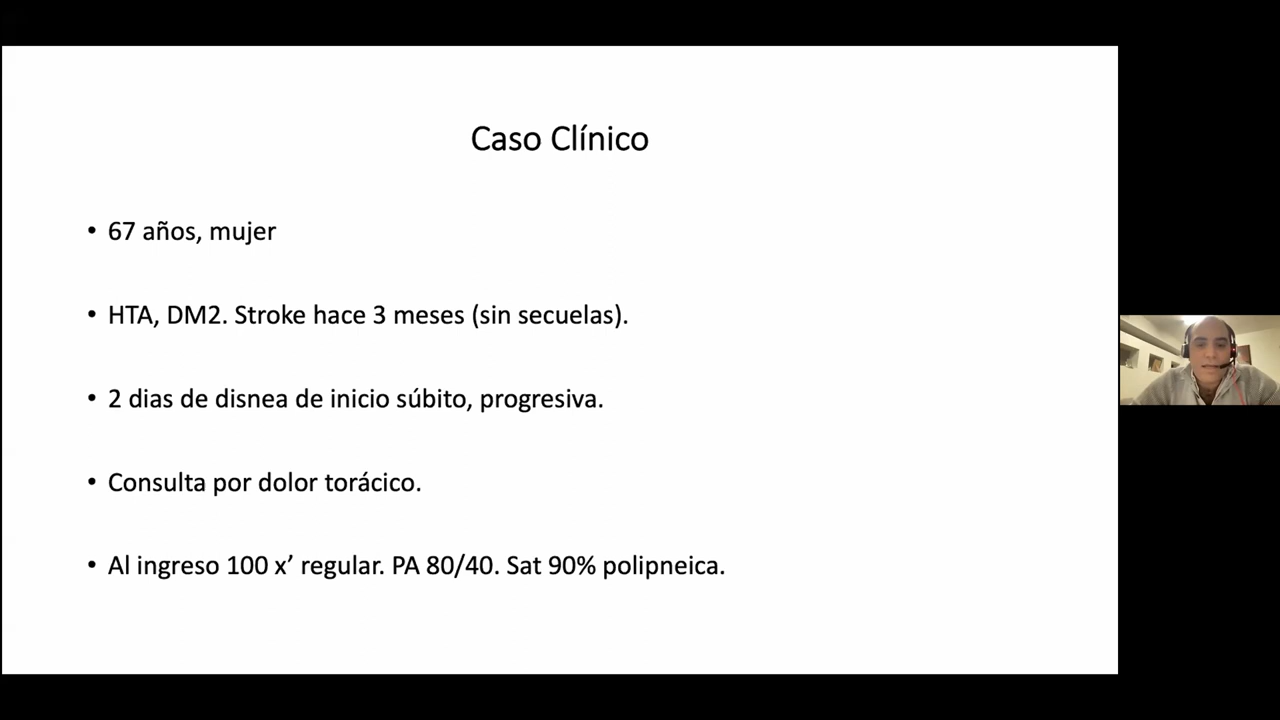 Caso Clínico
• 67 años, mujer
• HTA, DM2. Stroke hace 3 meses (sin secuelas).
• 2 dias de disnea de inicio súbito, progresiva.
• Consulta por dolor torácico.
• Al ingreso 100 x’ regular. PA 80/40. Sat 90% polipneica.